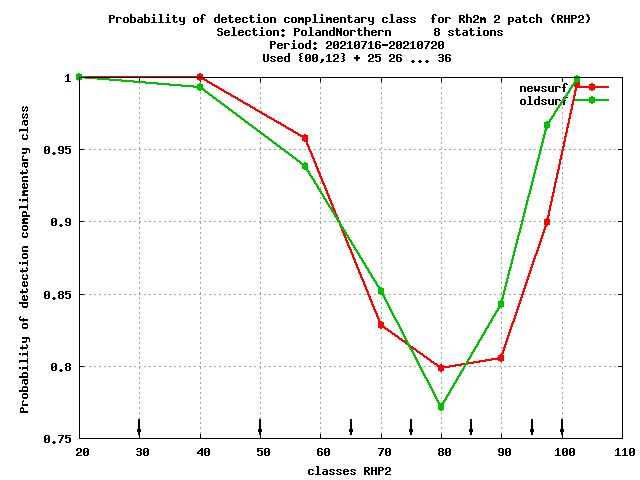 Probability of detection complimentary class  for Rh2m 2 patch (RHP2)
Selection: PolandNorthern      8 stations
Period: 20210716-20210720
Used {00,12} + 25 26 ... 36
newsurf
oldsurf
Probability of detection complimentary class
1
0.95
0.9
0.85
0.8
0.75
20 30 40 50 60 70 80 90 100 110
classes RHP2